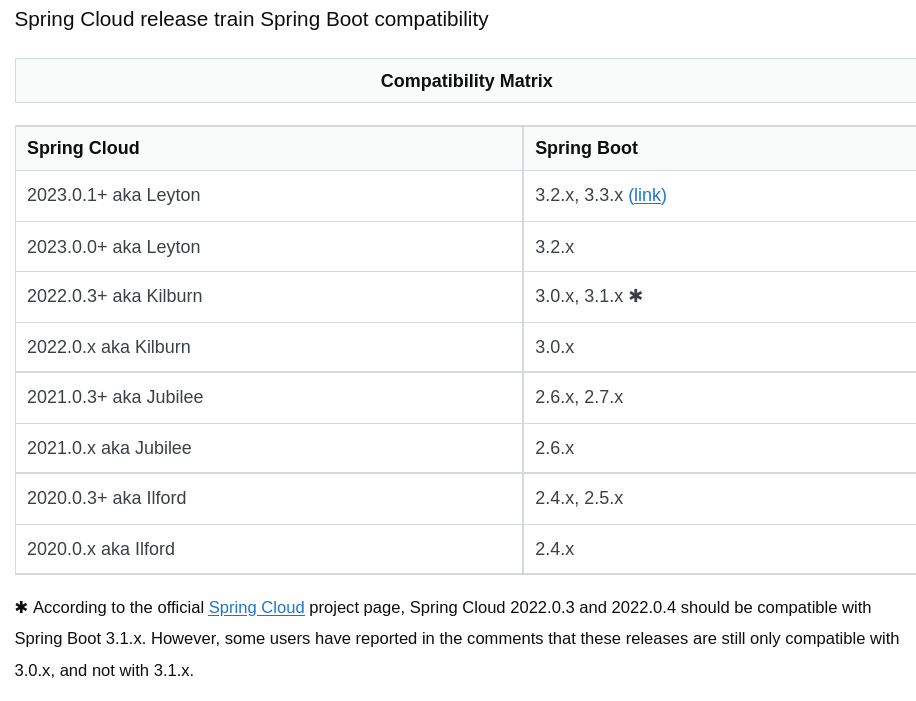 Spring Cloud release train Spring Boot compatibility
Compatibility Matrix
Spring Cloud Spring Boot
2023.0.1+ aka Leyton 3.2.x, 3.3.x (link)
2023.0.0+ aka Leyton 3.2.x
2022.0.3+ aka Kilburn 3.0.x, 3.1.x ✱
2022.0.x aka Kilburn 3.0.x
2021.0.3+ aka Jubilee 2.6.x, 2.7.x
2021.0.x aka Jubilee 2.6.x
2020.0.3+ aka Ilford 2.4.x, 2.5.x
2020.0.x aka Ilford 2.4.x
✱ According to the official Spring Cloud project page, Spring Cloud 2022.0.3 and 2022.0.4 should be compatible with
Spring Boot 3.1.x. However, some users have reported in the comments that these releases are still only compatible with
3.0.x, and not with 3.1.x.